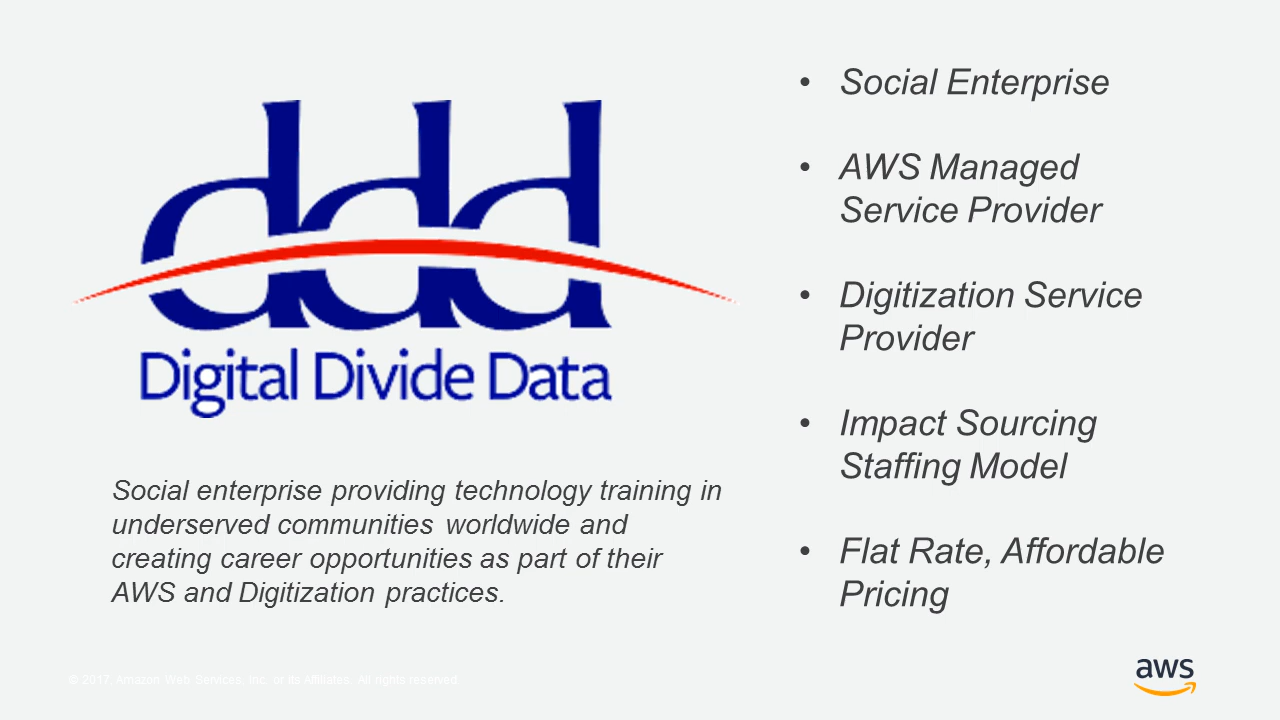 ddd
Digital Divide Data
Social enterprise providing technology training in
underserved communities worldwide and
creating career opportunities as part of their
AWS and Digitization practices.
• Social Enterprise
• AWS Managed
Service Provider
• Digitization Service
Provider
• Impact Sourcing
Staffing Model
• Flat Rate, Affordable
Pricing
© 2017, Amazon Web Services, Inc. or its Affiliates. All rights reserved.
aws